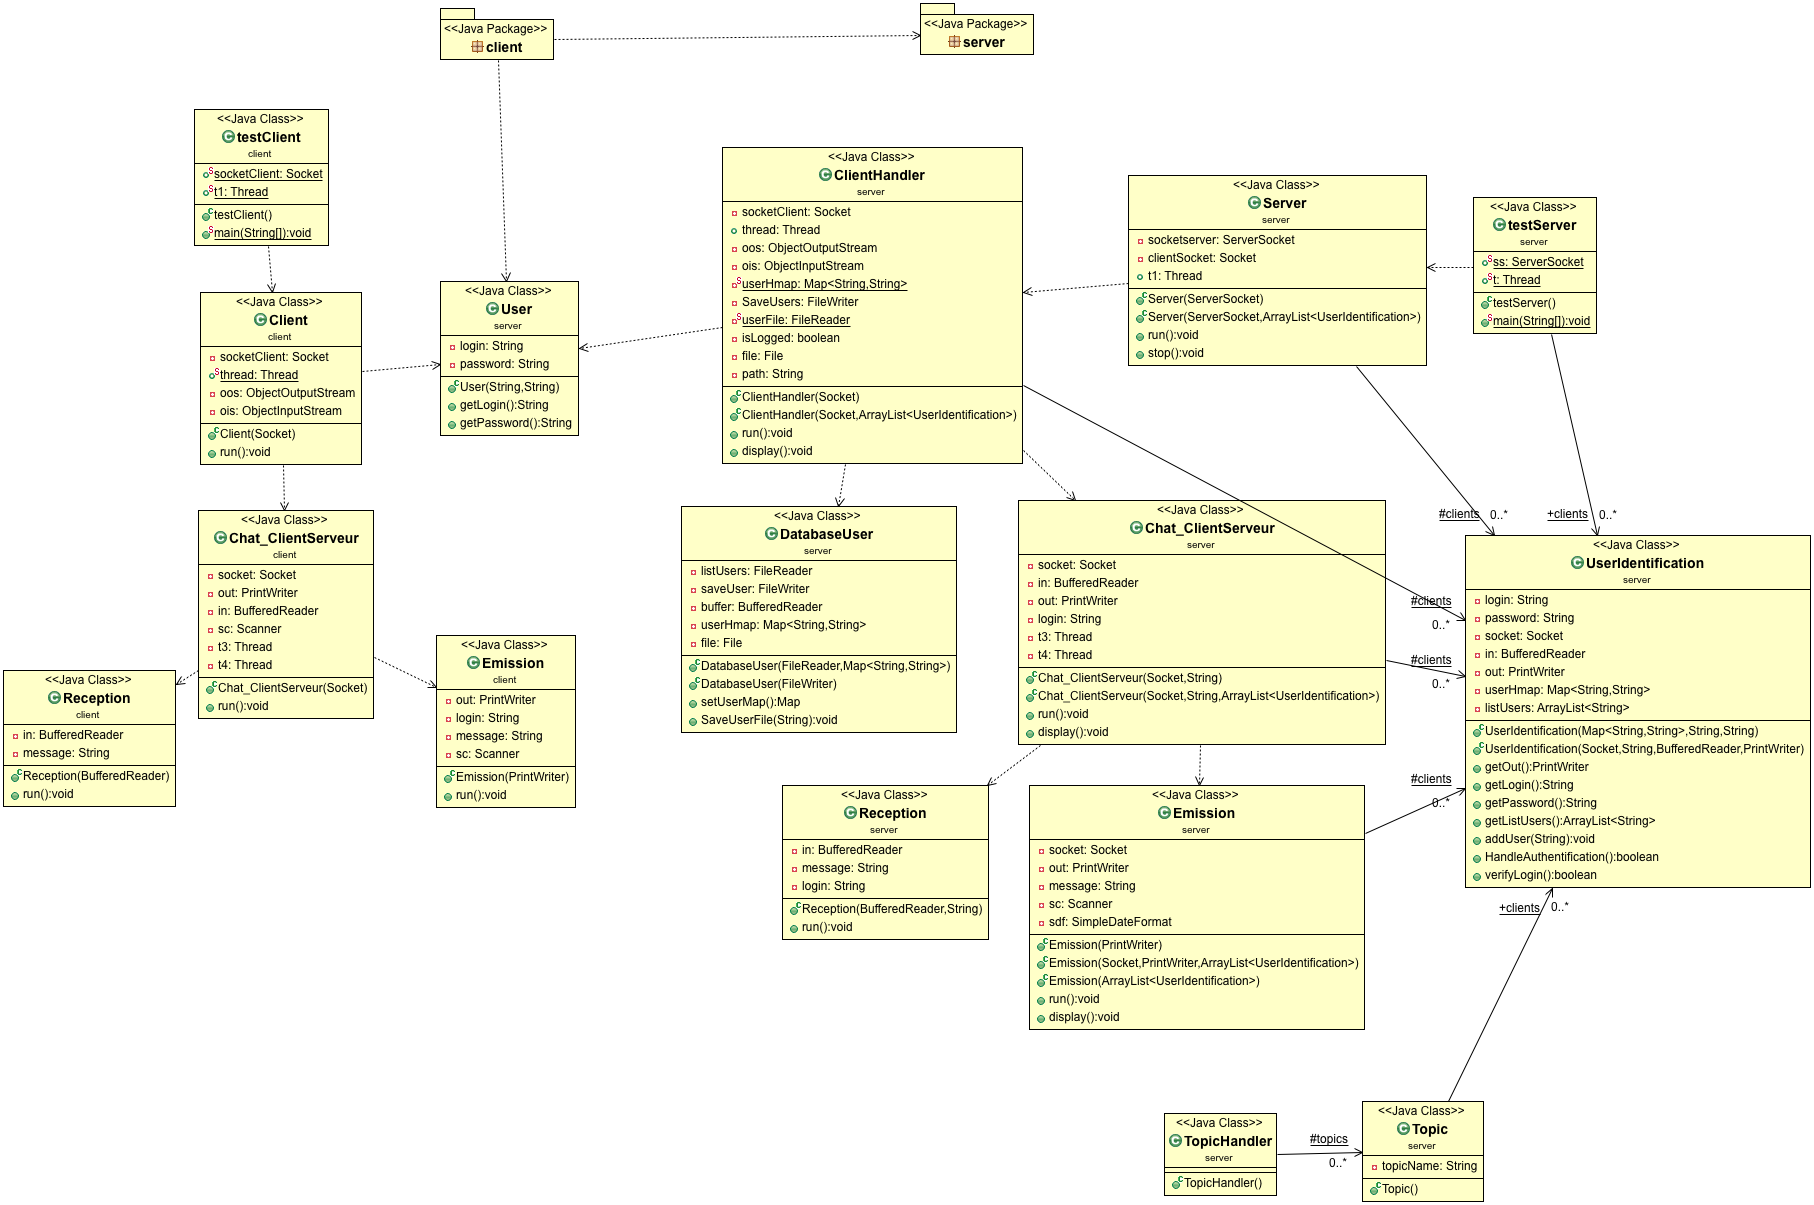 <<Java Package>>
client
<<Java Package>>
server
<<Java Class>>
testClient
client
socketClient: Socket
t1: Thread
testClient()
main(String[]):void
<<Java Class>>
Client
client
socketClient: Socket
thread: Thread
oos: ObjectOutputStream
ois: ObjectInputStream
Client(Socket)
run():void
<<Java Class>>
User
server
login: String
password: String
User(String,String)
getLogin():String
getPassword():String
<<Java Class>>
ClientHandler
server
socketClient: Socket
thread: Thread
oos: ObjectOutputStream
ois: ObjectInputStream
userHmap: Map<String,String>
SaveUsers: FileWriter
userFile: FileReader
isLogged: boolean
file: File
path: String
ClientHandler(Socket)
ClientHandler(Socket,ArrayList<UserIdentification>)
run():void
display():void
<<Java Class>>
Server
server
socketserver: ServerSocket
clientSocket: Socket
t1: Thread
Server(ServerSocket)
Server(ServerSocket,ArrayList<UserIdentification>)
run():void
stop():void
<<Java Class>>
testServer
server
ss: ServerSocket
t: Thread
testServer()
main(String[]):void
#clients 0..*
+clients 0..*
<<Java Class>>
Chat_ClientServeur
client
socket: Socket
out: PrintWriter
in: BufferedReader
sc: Scanner
t3: Thread
t4: Thread
Chat_ClientServeur(Socket)
run():void
<<Java Class>>
Reception
client
in: BufferedReader
message: String
Reception(BufferedReader)
run():void
<<Java Class>>
Emission
client
out: PrintWriter
login: String
message: String
sc: Scanner
Emission(PrintWriter)
run():void
<<Java Class>>
DatabaseUser
server
listUsers: FileReader
saveUser: FileWriter
buffer: BufferedReader
userHmap: Map<String,String>
file: File
DatabaseUser(FileReader,Map<String,String>)
DatabaseUser(FileWriter)
setUserMap():Map
SaveUserFile(String):void
<<Java Class>>
Chat_ClientServeur
server
socket: Socket
in: BufferedReader
out: PrintWriter
login: String
t3: Thread
t4: Thread
Chat_ClientServeur(Socket,String)
Chat_ClientServeur(Socket,String,ArrayList<UserIdentification>)
run():void
display():void
#clients
0..*
#clients
0..*
#clients
0..*
<<Java Class>>
UserIdentification
server
login: String
password: String
socket: Socket
in: BufferedReader
out: PrintWriter
userHmap: Map<String,String>
listUsers: ArrayList<String>
UserIdentification(Map<String,String>,String,String)
UserIdentification(Socket,String,BufferedReader,PrintWriter)
getOut():PrintWriter
getLogin():String
getPassword():String
getListUsers():ArrayList<String>
addUser(String):void
HandleAuthentification():boolean
verifyLogin():boolean
+clients 0..*
<<Java Class>>
Reception
server
in: BufferedReader
message: String
login: String
Reception(BufferedReader,String)
run():void
<<Java Class>>
Emission
server
socket: Socket
out: PrintWriter
message: String
sc: Scanner
sdf: SimpleDateFormat
Emission(PrintWriter)
Emission(Socket,PrintWriter,ArrayList<UserIdentification>)
Emission(ArrayList<UserIdentification>)
run():void
display():void
<<Java Class>>
TopicHandler
server
TopicHandler()
#topics
0..*
<<Java Class>>
Topic
server
topicName: String
Topic()